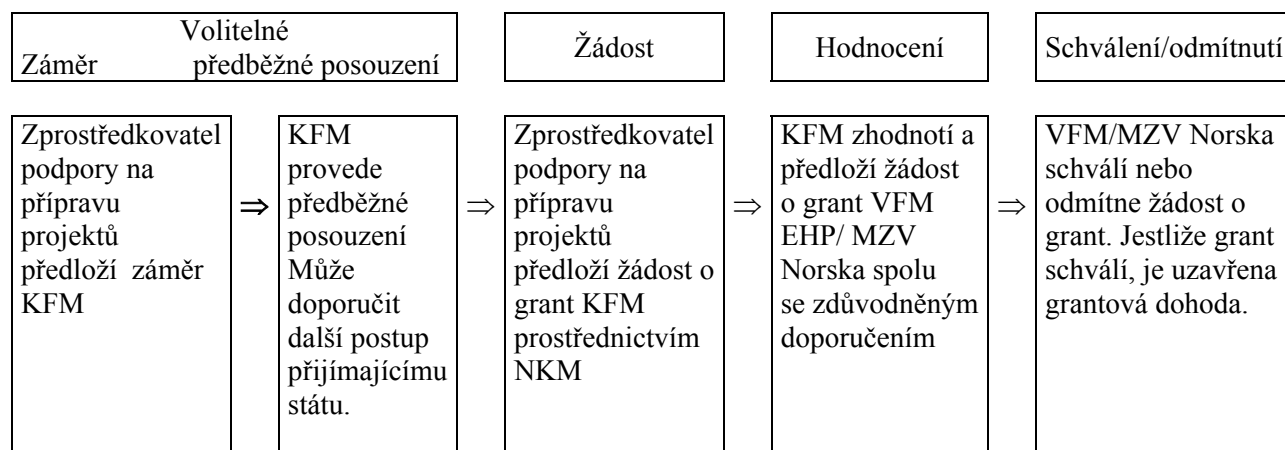 Volitelné
Záměr předběžné posouzení
Žádost
Hodnocení
Schválení/odmítnutí
Zprostředkovatel
podpory na
přípravu
projektů
předloží záměr
KFM
⇒
KFM
provede
předběžné
posouzení
Může
doporučit
další postup
přijímajícímu
státu.
⇒
Zprostředkovatel
podpory na
přípravu
projektů
předloží žádost o
grant KFM
prostřednictvím
NKM
⇒
KFM zhodnotí a
předloží žádost
o grant VFM
EHP/ MZV
Norska spolu
se zdůvodněným
doporučením
⇒
VFM/MZV Norska
schválí nebo
odmítne žádost o
grant. Jestliže grant
schválí, je uzavřena
grantová dohoda.